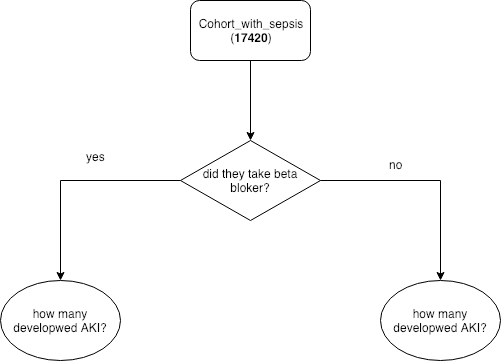 Cohort_with_sepsis
(17420)
did they take beta
bloker?
yes
no
how many
developwed AKI?
how many
developwed AKI?